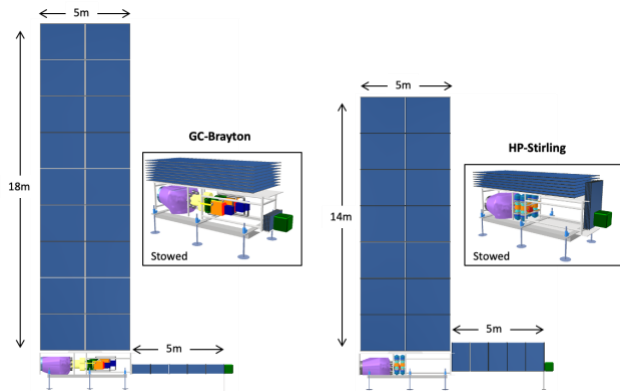 5m
18m
GC-Brayton
Stowed
5m
5m
14m
HP-Stirling
Stowed
5m